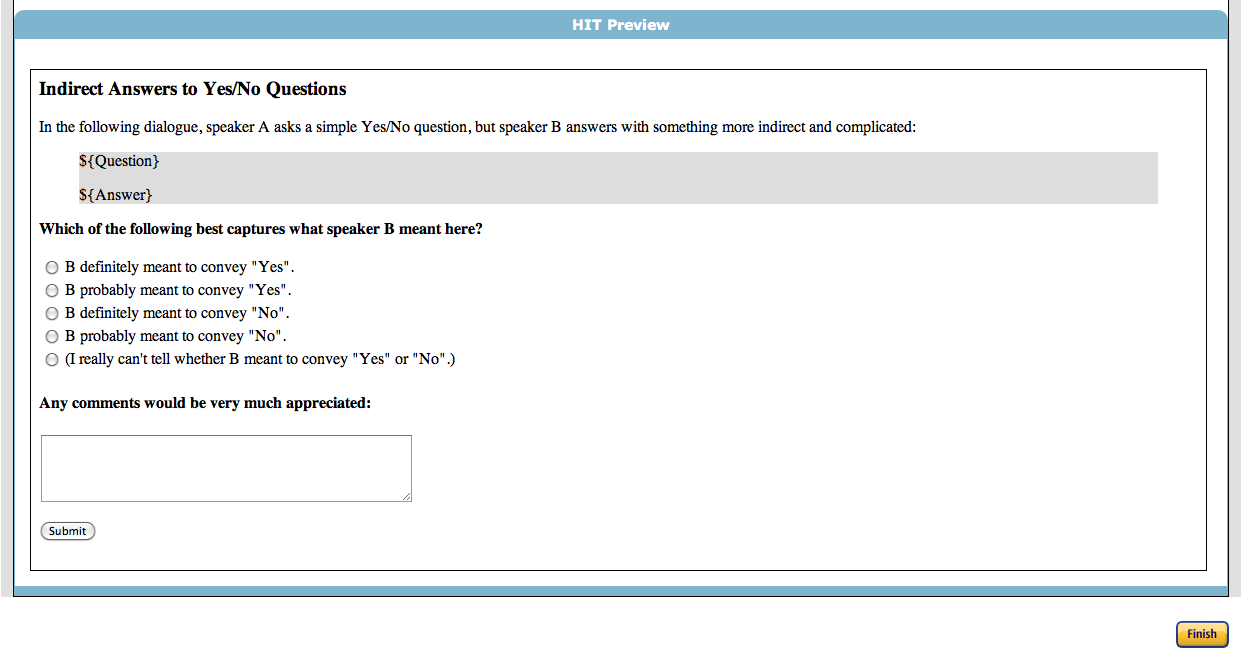 HIT Preview
Indirect Answers to Yes/No Questions
In the following dialogue, speaker A asks a simple Yes/No question, but speaker B answers with something more indirect and complicated:
${Question}
${Answer}
Which of the following best captures what speaker B meant here?
B definitely meant to convey "Yes".
B probably meant to convey "Yes".
B definitely meant to convey "No".
B probably meant to convey "No".
(I really can't tell whether B meant to convey "Yes" or "No".)
Any comments would be very much appreciated:
Submit
Finish